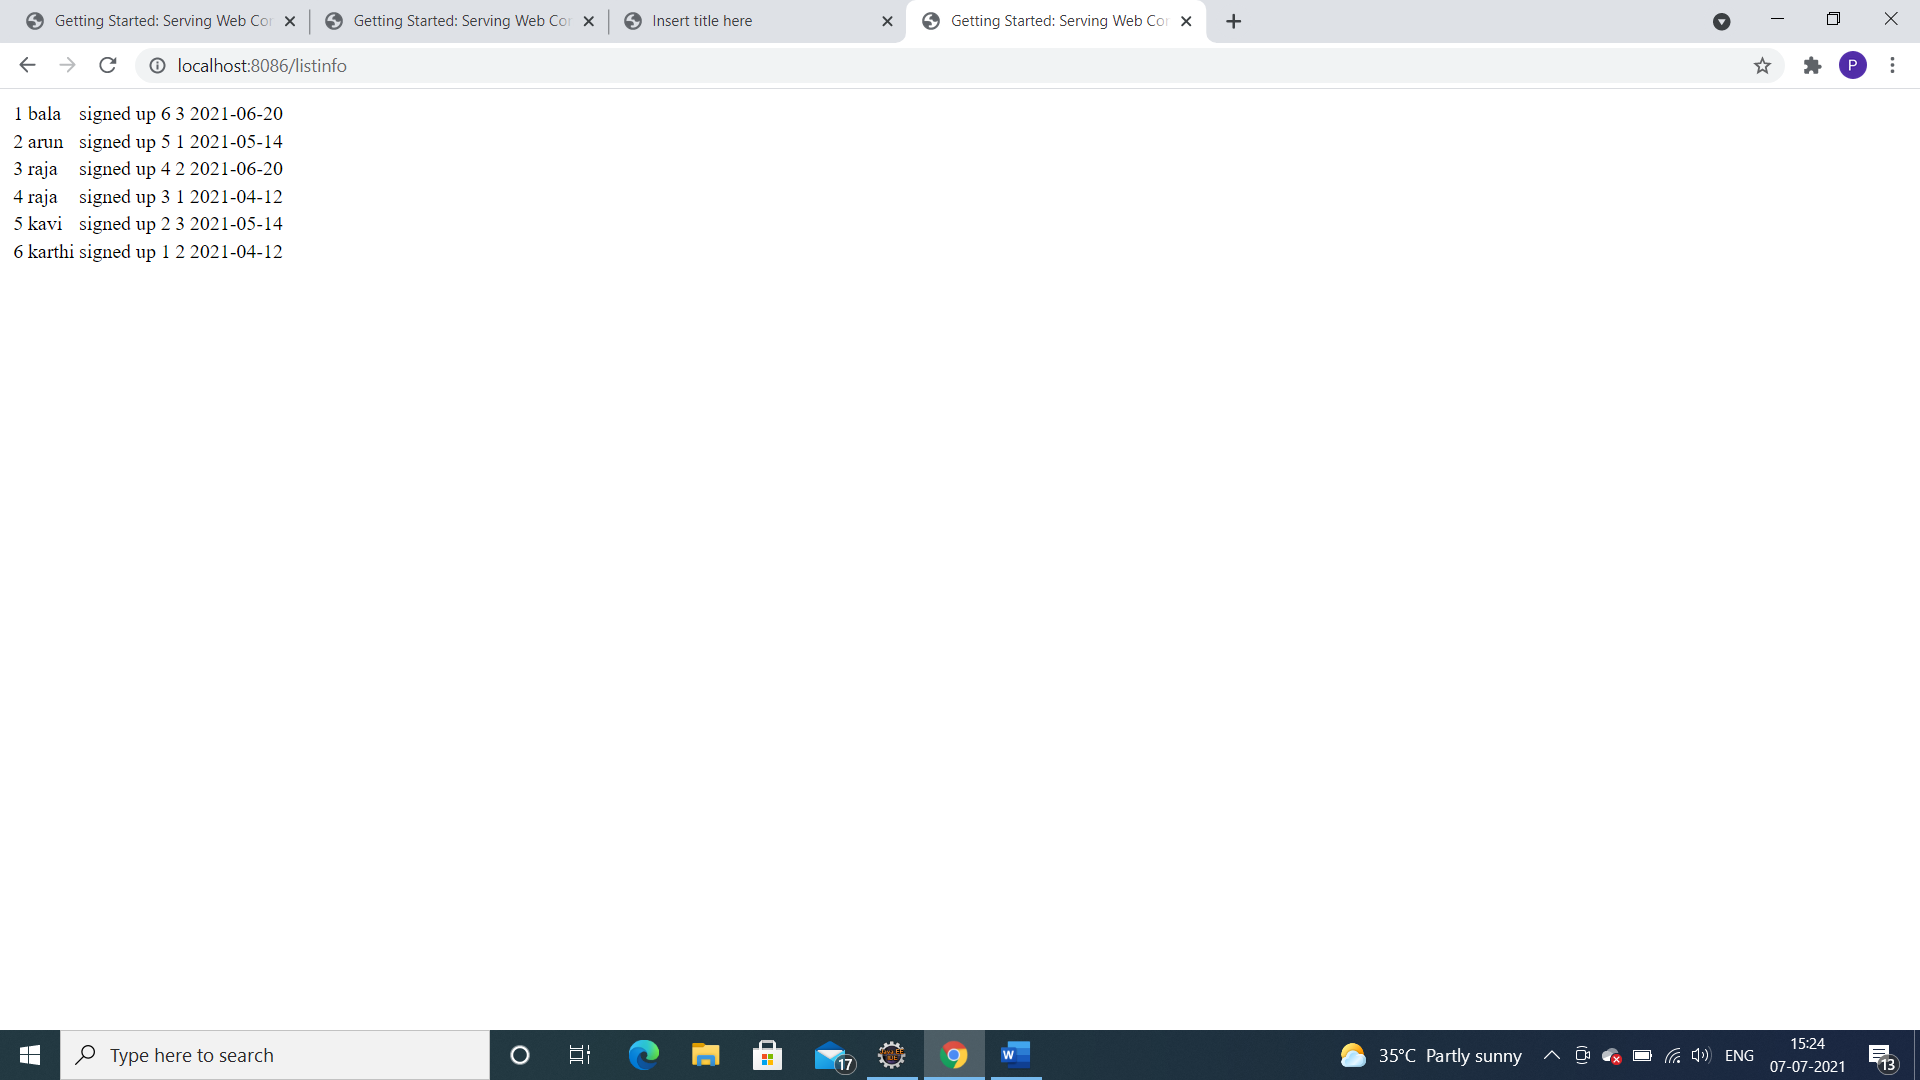 Getting Started: Serving Web Co
Getting Started: Serving Web Co
Insert title here
Getting Started: Serving Web Co
localhost:8086/listinfo
P
1 bala signed up 6 3 2021-06-20
2 arun signed up 5 1 2021-05-14
3 raja signed up 4 2 2021-06-20
4 raja signed up 3 1 2021-04-12
5 kavi signed up 2 3 2021-05-14
6 karthi signed up 1 2 2021-04-12
Type here to search
17
W
35°C Partly sunny
ENG
15:24
07-07-2021
13